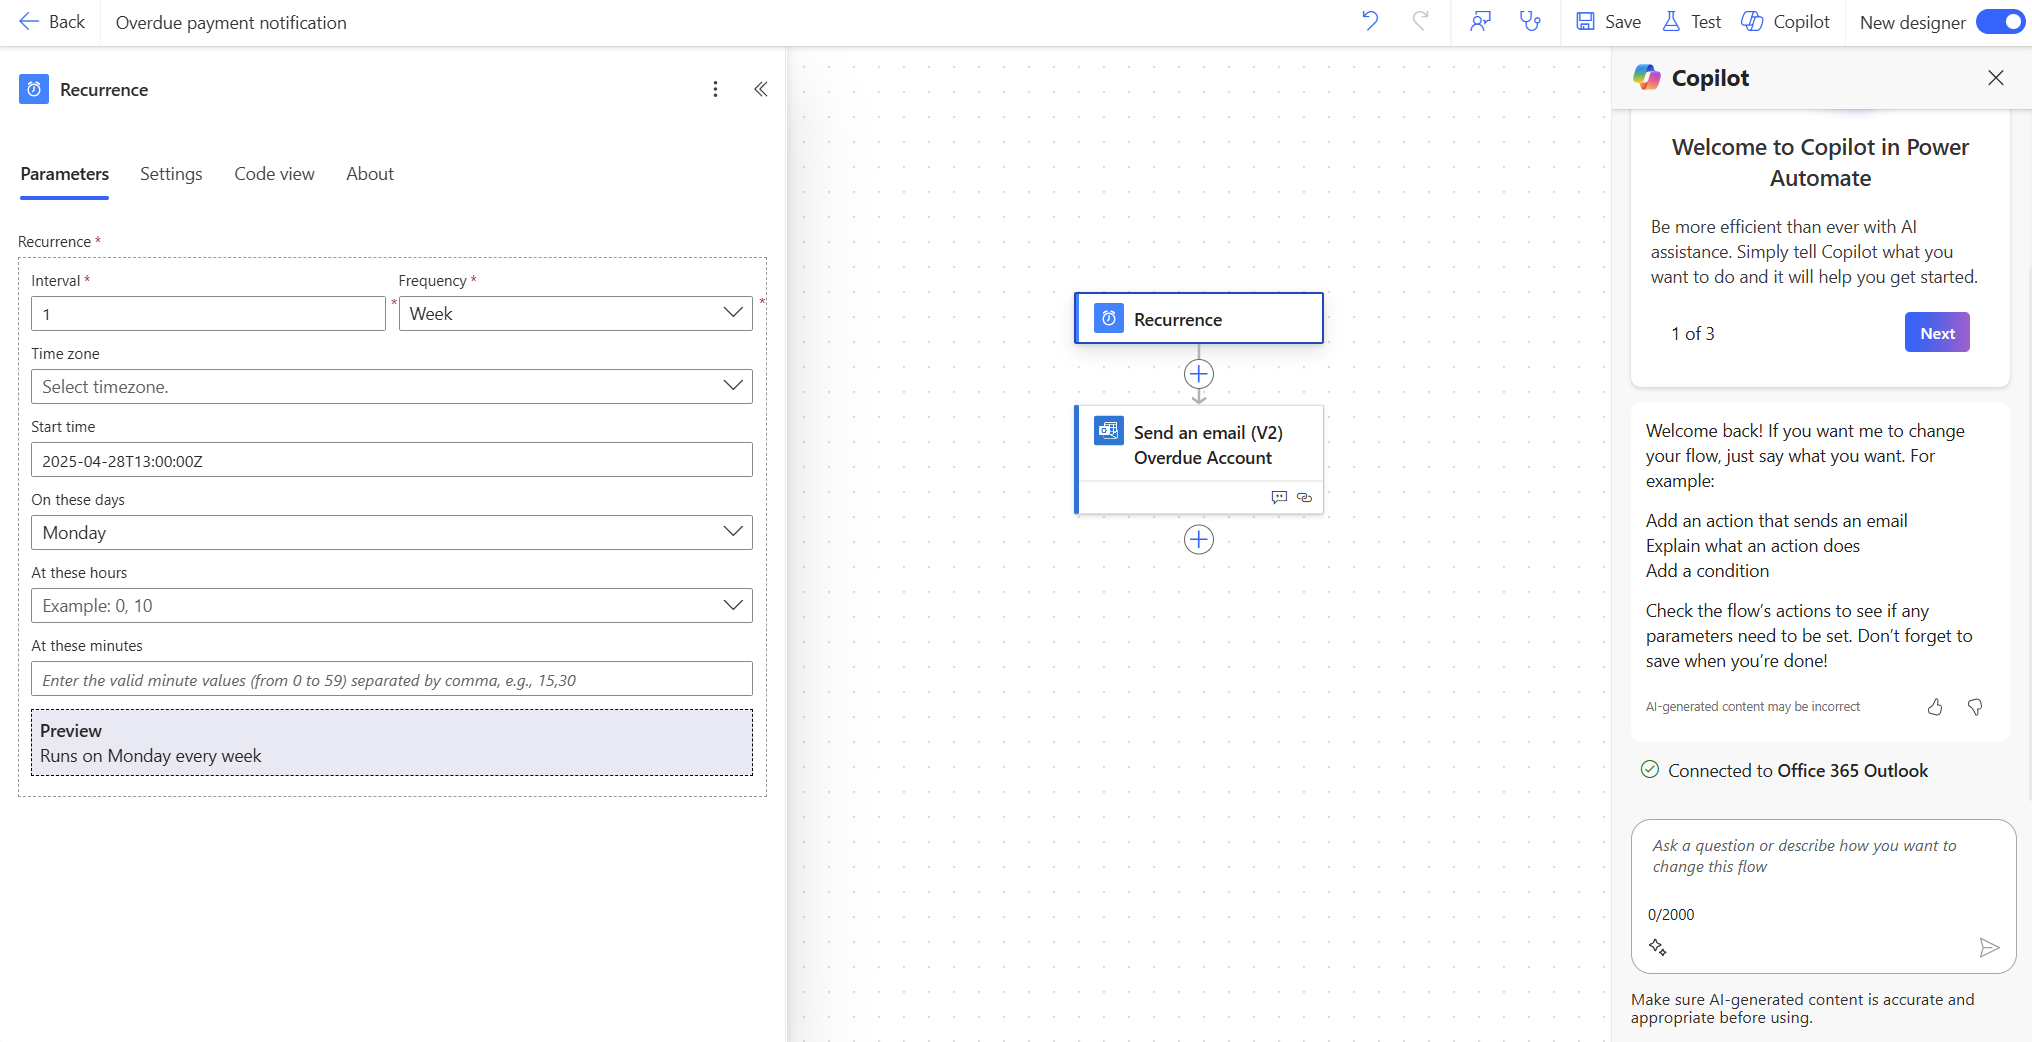 Back
Overdue payment notification
Save
Test
Copilot
New designer
Recurrence
Parameters
Settings
Code view
About
Recurrence *
Interval *
Frequency *
1
*
Week
*
Time zone
Select timezone.
Start time
2025-04-28T13:00:00Z
On these days
Monday
At these hours
Example: 0, 10
At these minutes
Enter the valid minute values (from 0 to 59) separated by comma, e.g., 15,30
Preview
Runs on Monday every week
Recurrence
Send an email (V2)
Overdue Account
Copilot
Welcome to Copilot in Power
Automate
Be more efficient than ever with AI
assistance. Simply tell Copilot what you
want to do and it will help you get started.
1 of 3
Next
Welcome back! If you want me to change
your flow, just say what you want. For
example:
Add an action that sends an email
Explain what an action does
Add a condition
Check the flow’s actions to see if any
parameters need to be set. Don’t forget to
save when you’re done!
AI-generated content may be incorrect
Connected to Office 365 Outlook
Ask a question or describe how you want to
change this flow
0/2000
Make sure AI-generated content is accurate and
appropriate before using.